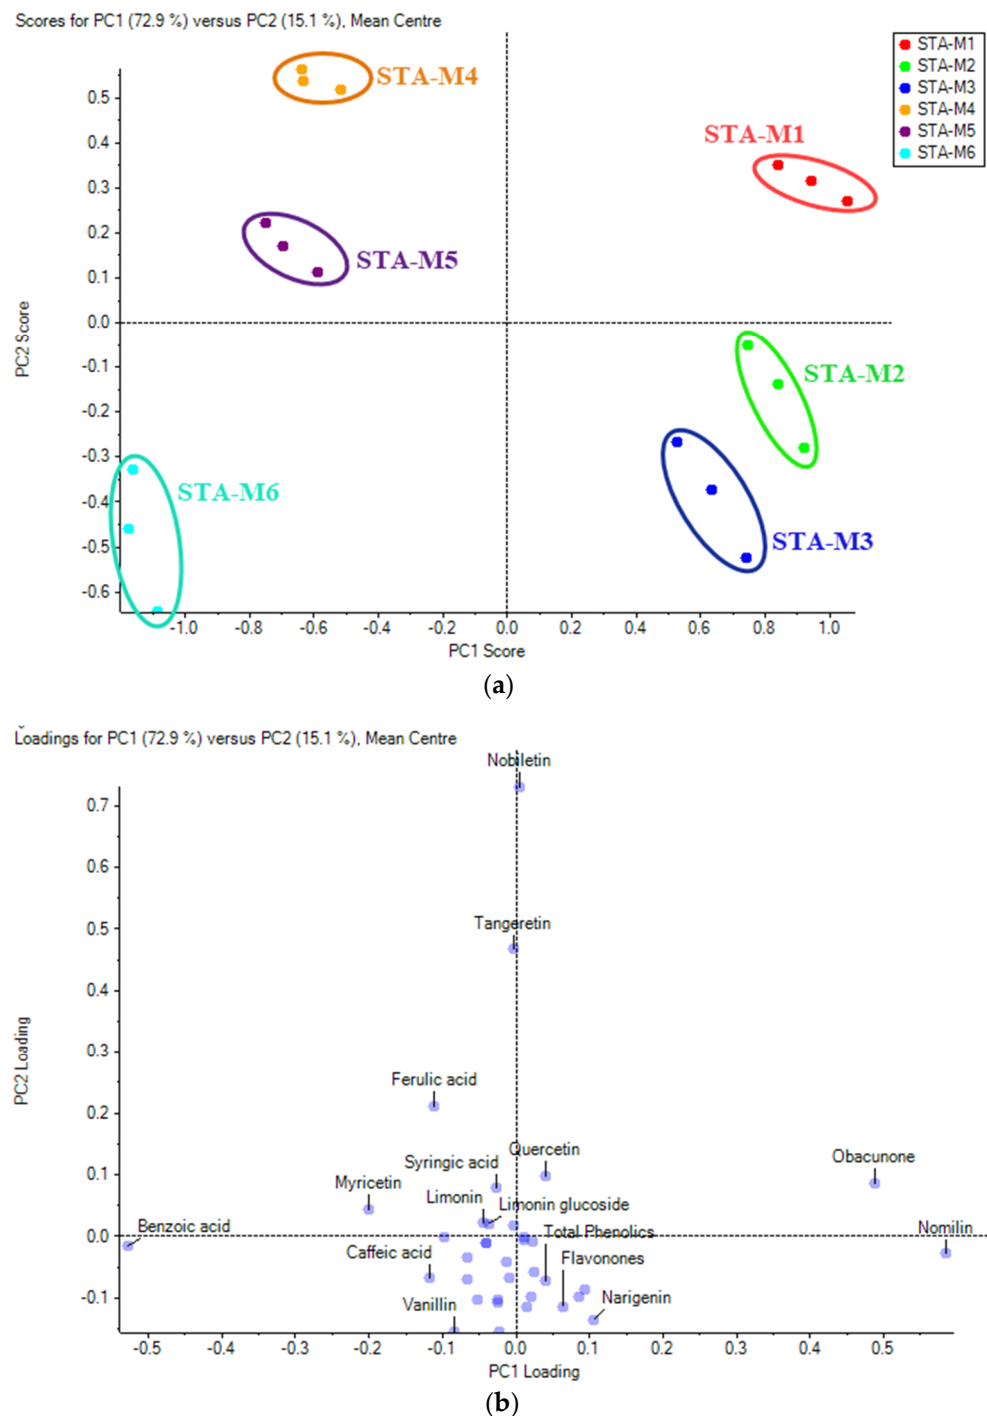 Scores for PC1 (72.9 %) versus PC2 (15.1 %), Mean Centre
STA-M1
STA-M2
STA-M3
STA-M4
STA-M5
STA-M6
STA-M4
STA-M1
STA-M5
STA-M2
STA-M6
STA-M3
PC2 Score
0.5
0.4
0.3
0.2
0.1
0.0
-0.1
-0.2
-0.3
-0.4
-0.5
-0.6
-1.0 -0.8 -0.6 -0.4 -0.2 0.0 0.2 0.4 0.6 0.8 1.0
PC1 Score
(a)
Loadings for PC1 (72.9 %) versus PC2 (15.1 %), Mean Centre
Nobiletin
Tangeretin
Ferulic acid
Quercetin
Syringic acid
Obacunone
Myricetin
Limonin
Limonin glucoside
Benzoic acid
Total Phenolics
Nomilin
Caffeic acid
Flavonones
Vanillin
Narigenin
PC2 Loading
0.7
0.6
0.5
0.4
0.3
0.2
0.1
0.0
-0.1
-0.5 -0.4 -0.3 -0.2 -0.1 0.0 0.1 0.2 0.3 0.4 0.5
PC1 Loading
(b)